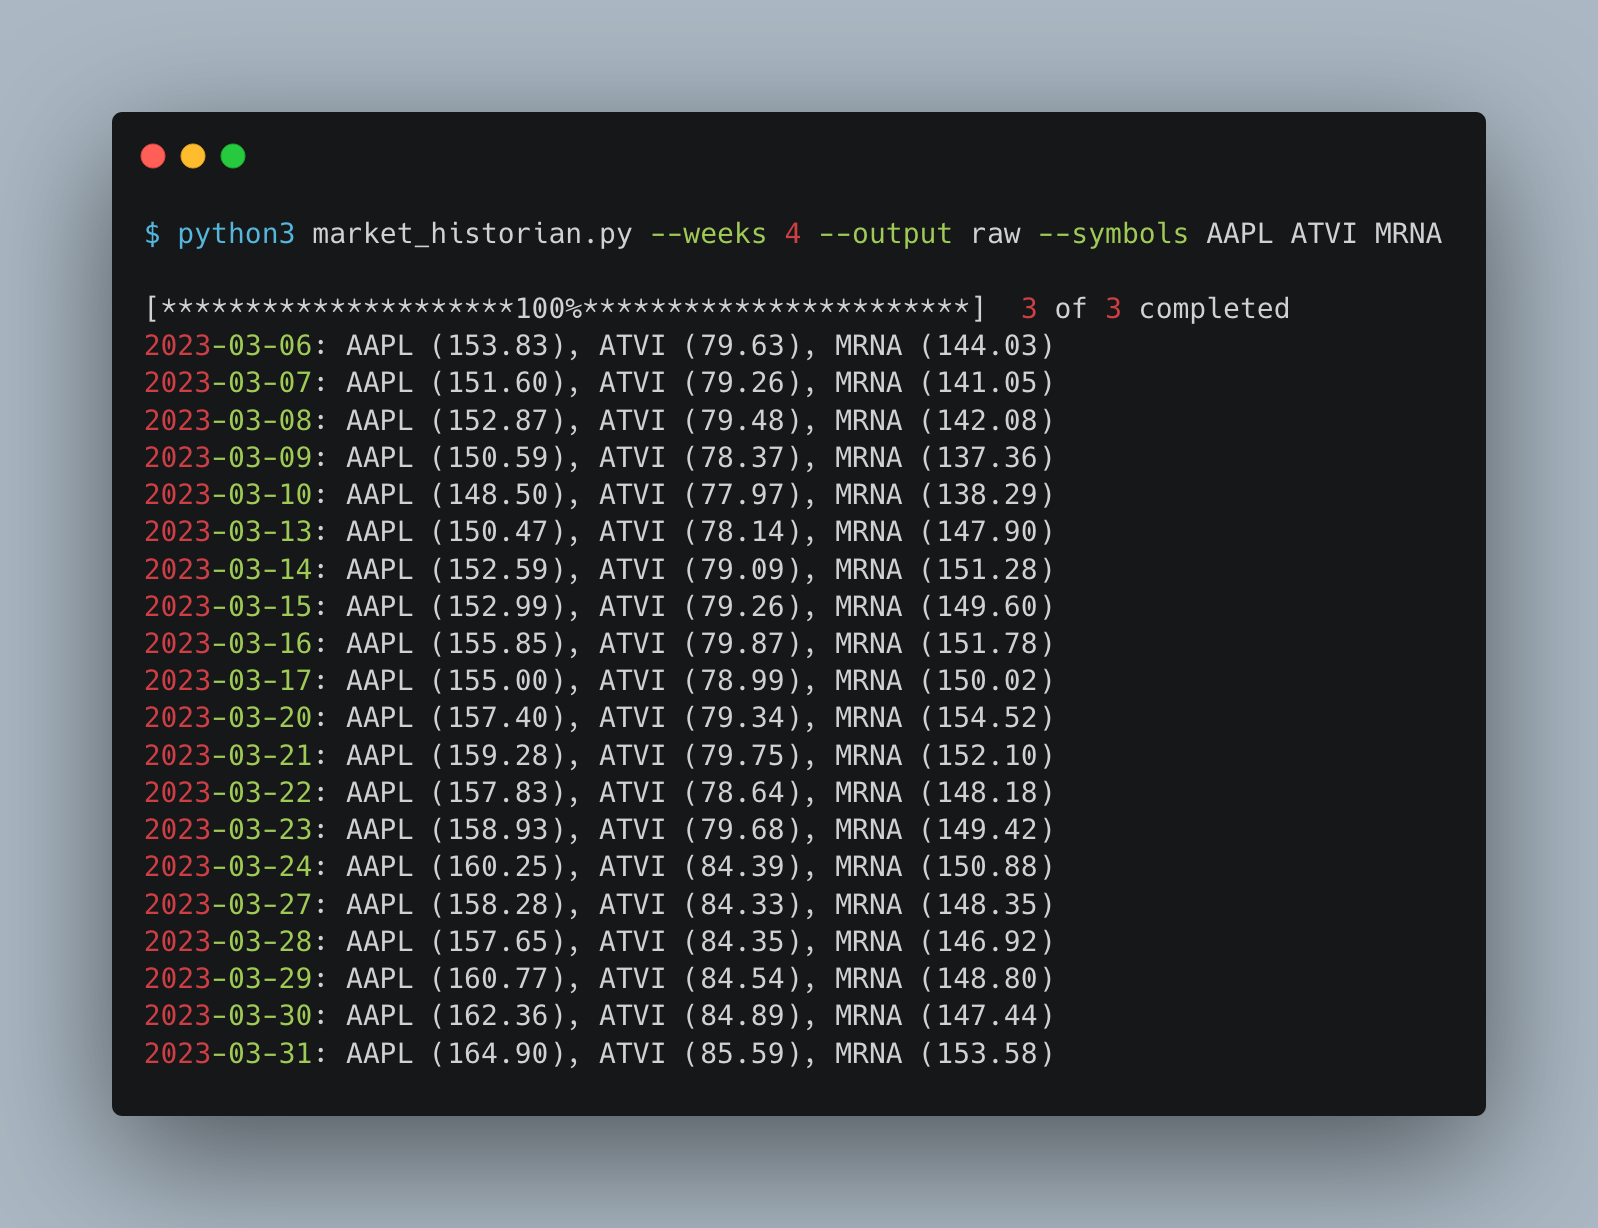 $ python3 market_historian.py --weeks 4 --output raw --symbols AAPL ATVI MRNA
[*********************100%***********************]  3 of 3 completed
2023-03-06: AAPL (153.83), ATVI (79.63), MRNA (144.03)
2023-03-07: AAPL (151.60), ATVI (79.26), MRNA (141.05)
2023-03-08: AAPL (152.87), ATVI (79.48), MRNA (142.08)
2023-03-09: AAPL (150.59), ATVI (78.37), MRNA (137.36)
2023-03-10: AAPL (148.50), ATVI (77.97), MRNA (138.29)
2023-03-13: AAPL (150.47), ATVI (78.14), MRNA (147.90)
2023-03-14: AAPL (152.59), ATVI (79.09), MRNA (151.28)
2023-03-15: AAPL (152.99), ATVI (79.26), MRNA (149.60)
2023-03-16: AAPL (155.85), ATVI (79.87), MRNA (151.78)
2023-03-17: AAPL (155.00), ATVI (78.99), MRNA (150.02)
2023-03-20: AAPL (157.40), ATVI (79.34), MRNA (154.52)
2023-03-21: AAPL (159.28), ATVI (79.75), MRNA (152.10)
2023-03-22: AAPL (157.83), ATVI (78.64), MRNA (148.18)
2023-03-23: AAPL (158.93), ATVI (79.68), MRNA (149.42)
2023-03-24: AAPL (160.25), ATVI (84.39), MRNA (150.88)
2023-03-27: AAPL (158.28), ATVI (84.33), MRNA (148.35)
2023-03-28: AAPL (157.65), ATVI (84.35), MRNA (146.92)
2023-03-29: AAPL (160.77), ATVI (84.54), MRNA (148.80)
2023-03-30: AAPL (162.36), ATVI (84.89), MRNA (147.44)
2023-03-31: AAPL (164.90), ATVI (85.59), MRNA (153.58)